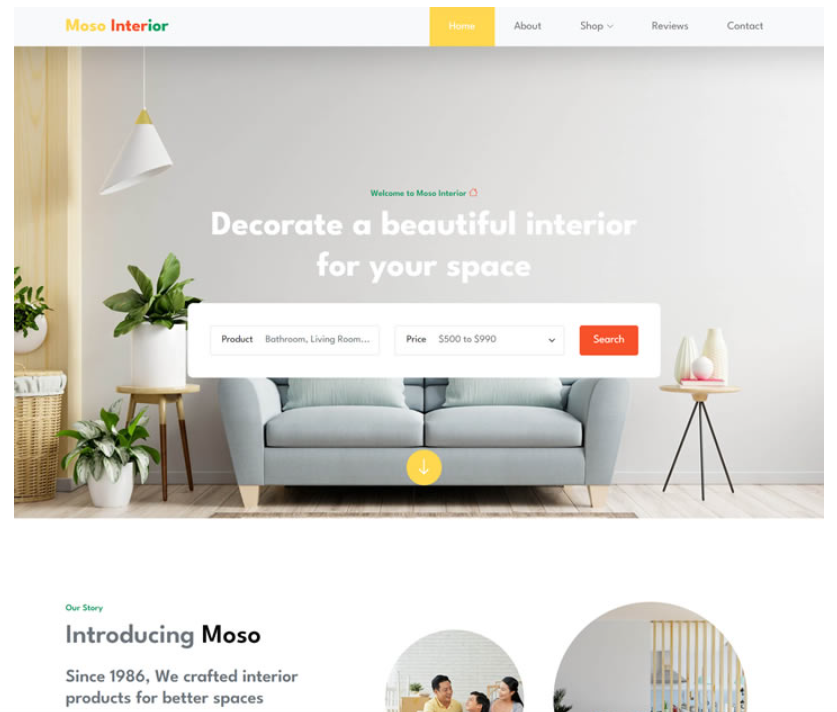 Moso Interior
Home About Shop Reviews Contact
Welcome to Moso Interior
Decorate a beautiful interior
for your space
Product Bathroom, Living Room...
Price $500 to $990
Search
Our Story
Introducing Moso
Since 1986, We crafted interior
products for better spaces